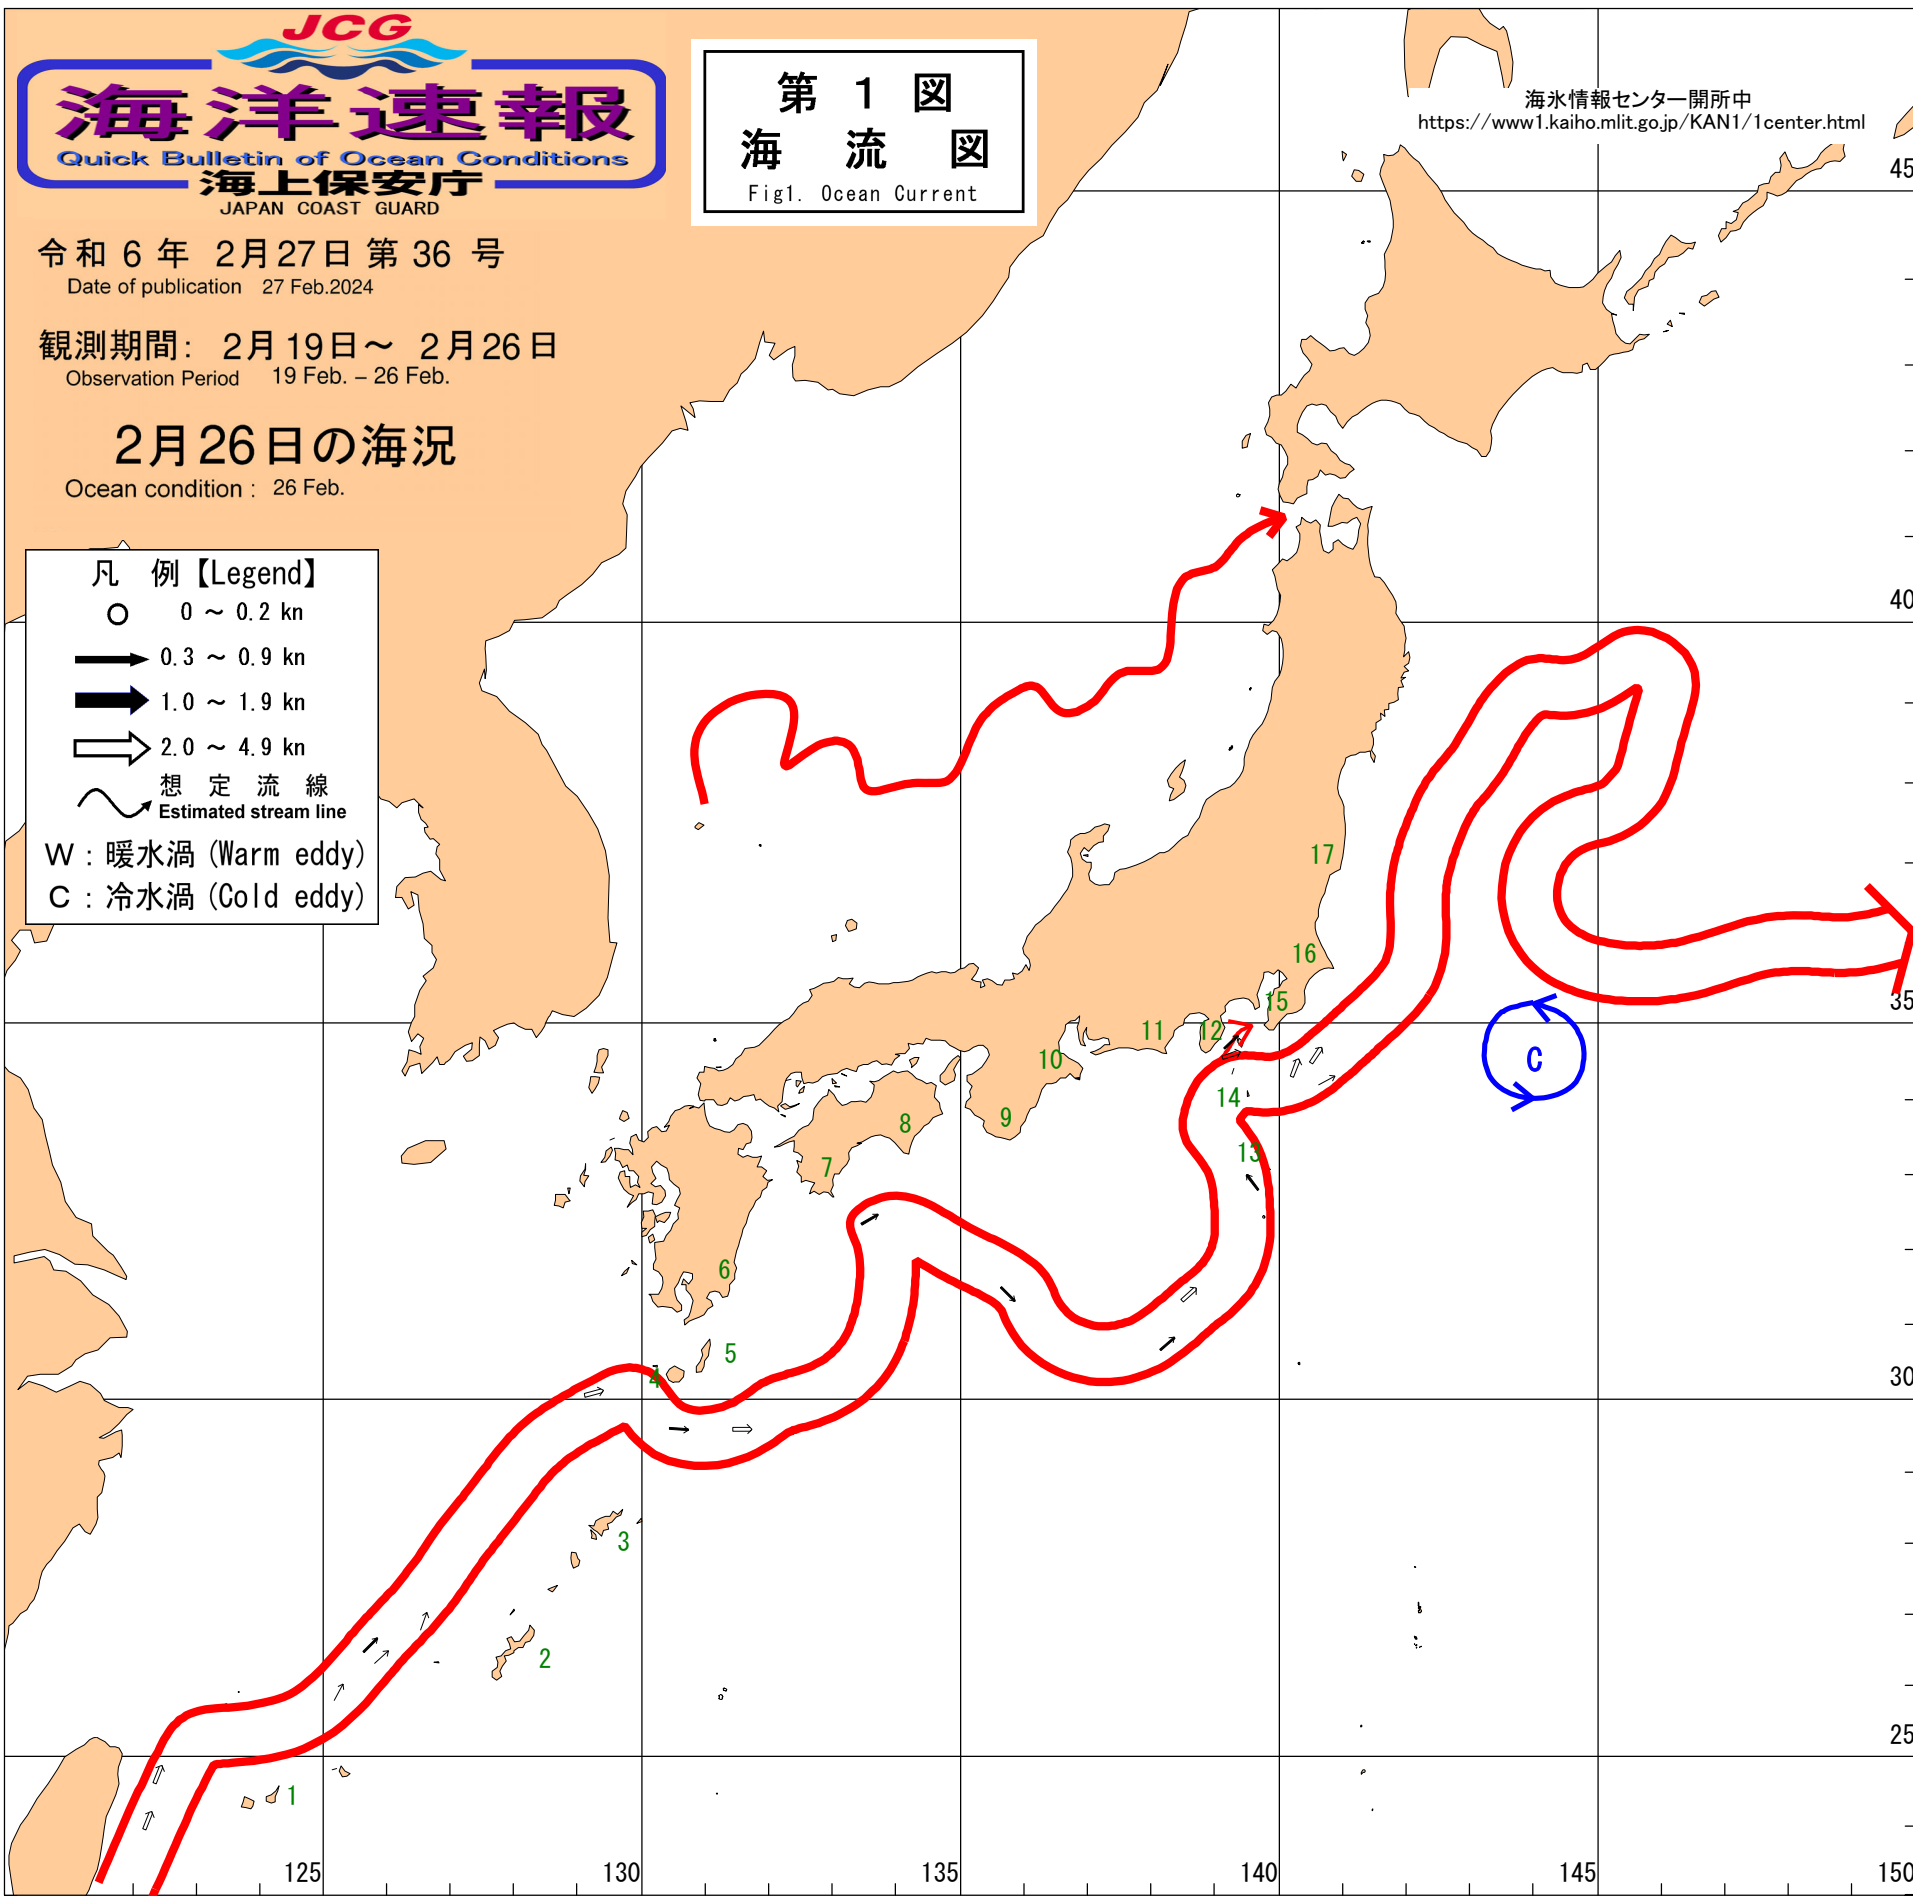 JCG
海洋速報
Quick Bulletin of Ocean Conditions
海上保安庁
JAPAN COAST GUARD
令和 6 年 2月27日 第 36 号
Date of publication 27 Feb.2024
観測期間: 2月19日～ 2月26日
Observation Period 19 Feb. – 26 Feb.
2月26日の海況
Ocean condition : 26 Feb.
第 1 図
海 流 図
Fig1. Ocean Current
海氷情報センター開所中
https://www1.kaiho.mlit.go.jp/KAN1/1center.html
凡 例【Legend】
0 ～ 0.2 kn
0.3 ～ 0.9 kn
1.0 ～ 1.9 kn
2.0 ～ 4.9 kn
想 定 流 線
Estimated stream line
W : 暖水渦 (Warm eddy)
C : 冷水渦 (Cold eddy)
45
40
17
16
15
35
12
11
10
C
14
9
8
13
7
6
5
4
30
3
2
25
1
125
130
135
140
145
150